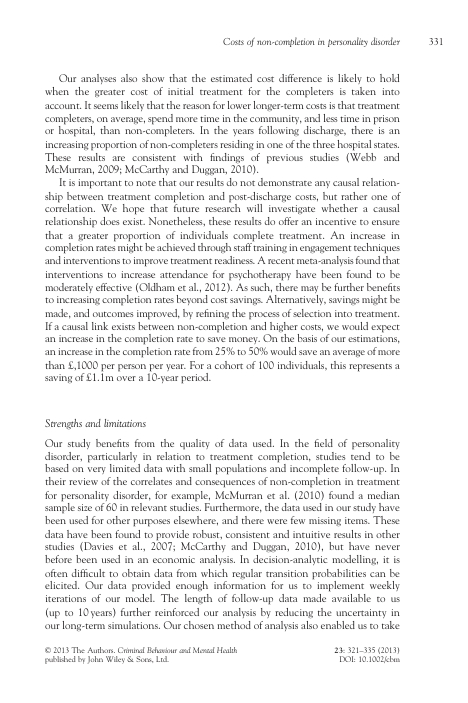 Costs of non-completion in personality disorder 331
Our analyses also show that the estimated cost difference is likely to hold
when the greater cost of initial treatment for the completers is taken into
account. It seems likely that the reason for lower longer-term costs is that treatment
completers, on average, spend more time in the community, and less time in prison
or hospital, than non-completers. In the years following discharge, there is an
increasing proportion of non-completers residing in one of the three hospital states.
These results are consistent with findings of previous studies (Webb and
McMurran, 2009; McCarthy and Duggan, 2010).
It is important to note that our results do not demonstrate any causal relation-
ship between treatment completion and post-discharge costs, but rather one of
correlation. We hope that future research will investigate whether a causal
relationship does exist. Nonetheless, these results do offer an incentive to ensure
that a greater proportion of individuals complete treatment. An increase in
completion rates might be achieved through staff training in engagement techniques
and interventions to improve treatment readiness. A recent meta-analysis found that
interventions to increase attendance for psychotherapy have been found to be
moderately effective (Oldham et al., 2012). As such, there may be further benefits
to increasing completion rates beyond cost savings. Alternatively, savings might be
made, and outcomes improved, by refining the process of selection into treatment.
If a causal link exists between non-completion and higher costs, we would expect
an increase in the completion rate to save money. On the basis of our estimations,
an increase in the completion rate from 25% to 50% would save an average of more
than £,1000 per person per year. For a cohort of 100 individuals, this represents a
saving of £1.1m over a 10-year period.
Strengths and limitations
Our study benefits from the quality of data used. In the field of personality
disorder, particularly in relation to treatment completion, studies tend to be
based on very limited data with small populations and incomplete follow-up. In
their review of the correlates and consequences of non-completion in treatment
for personality disorder, for example, McMurran et al. (2010) found a median
sample size of 60 in relevant studies. Furthermore, the data used in our study have
been used for other purposes elsewhere, and there were few missing items. These
data have been found to provide robust, consistent and intuitive results in other
studies (Davies et al., 2007; McCarthy and Duggan, 2010), but have never
before been used in an economic analysis. In decision-analytic modelling, it is
often difficult to obtain data from which regular transition probabilities can be
elicited. Our data provided enough information for us to implement weekly
iterations of our model. The length of follow-up data made available to us
(up to 10 years) further reinforced our analysis by reducing the uncertainty in
our long-term simulations. Our chosen method of analysis also enabled us to take
© 2013 The Authors. Criminal Behaviour and Mental Health 23: 321–335 (2013)
published by John Wiley & Sons, Ltd. DOI: 10.1002/cbm